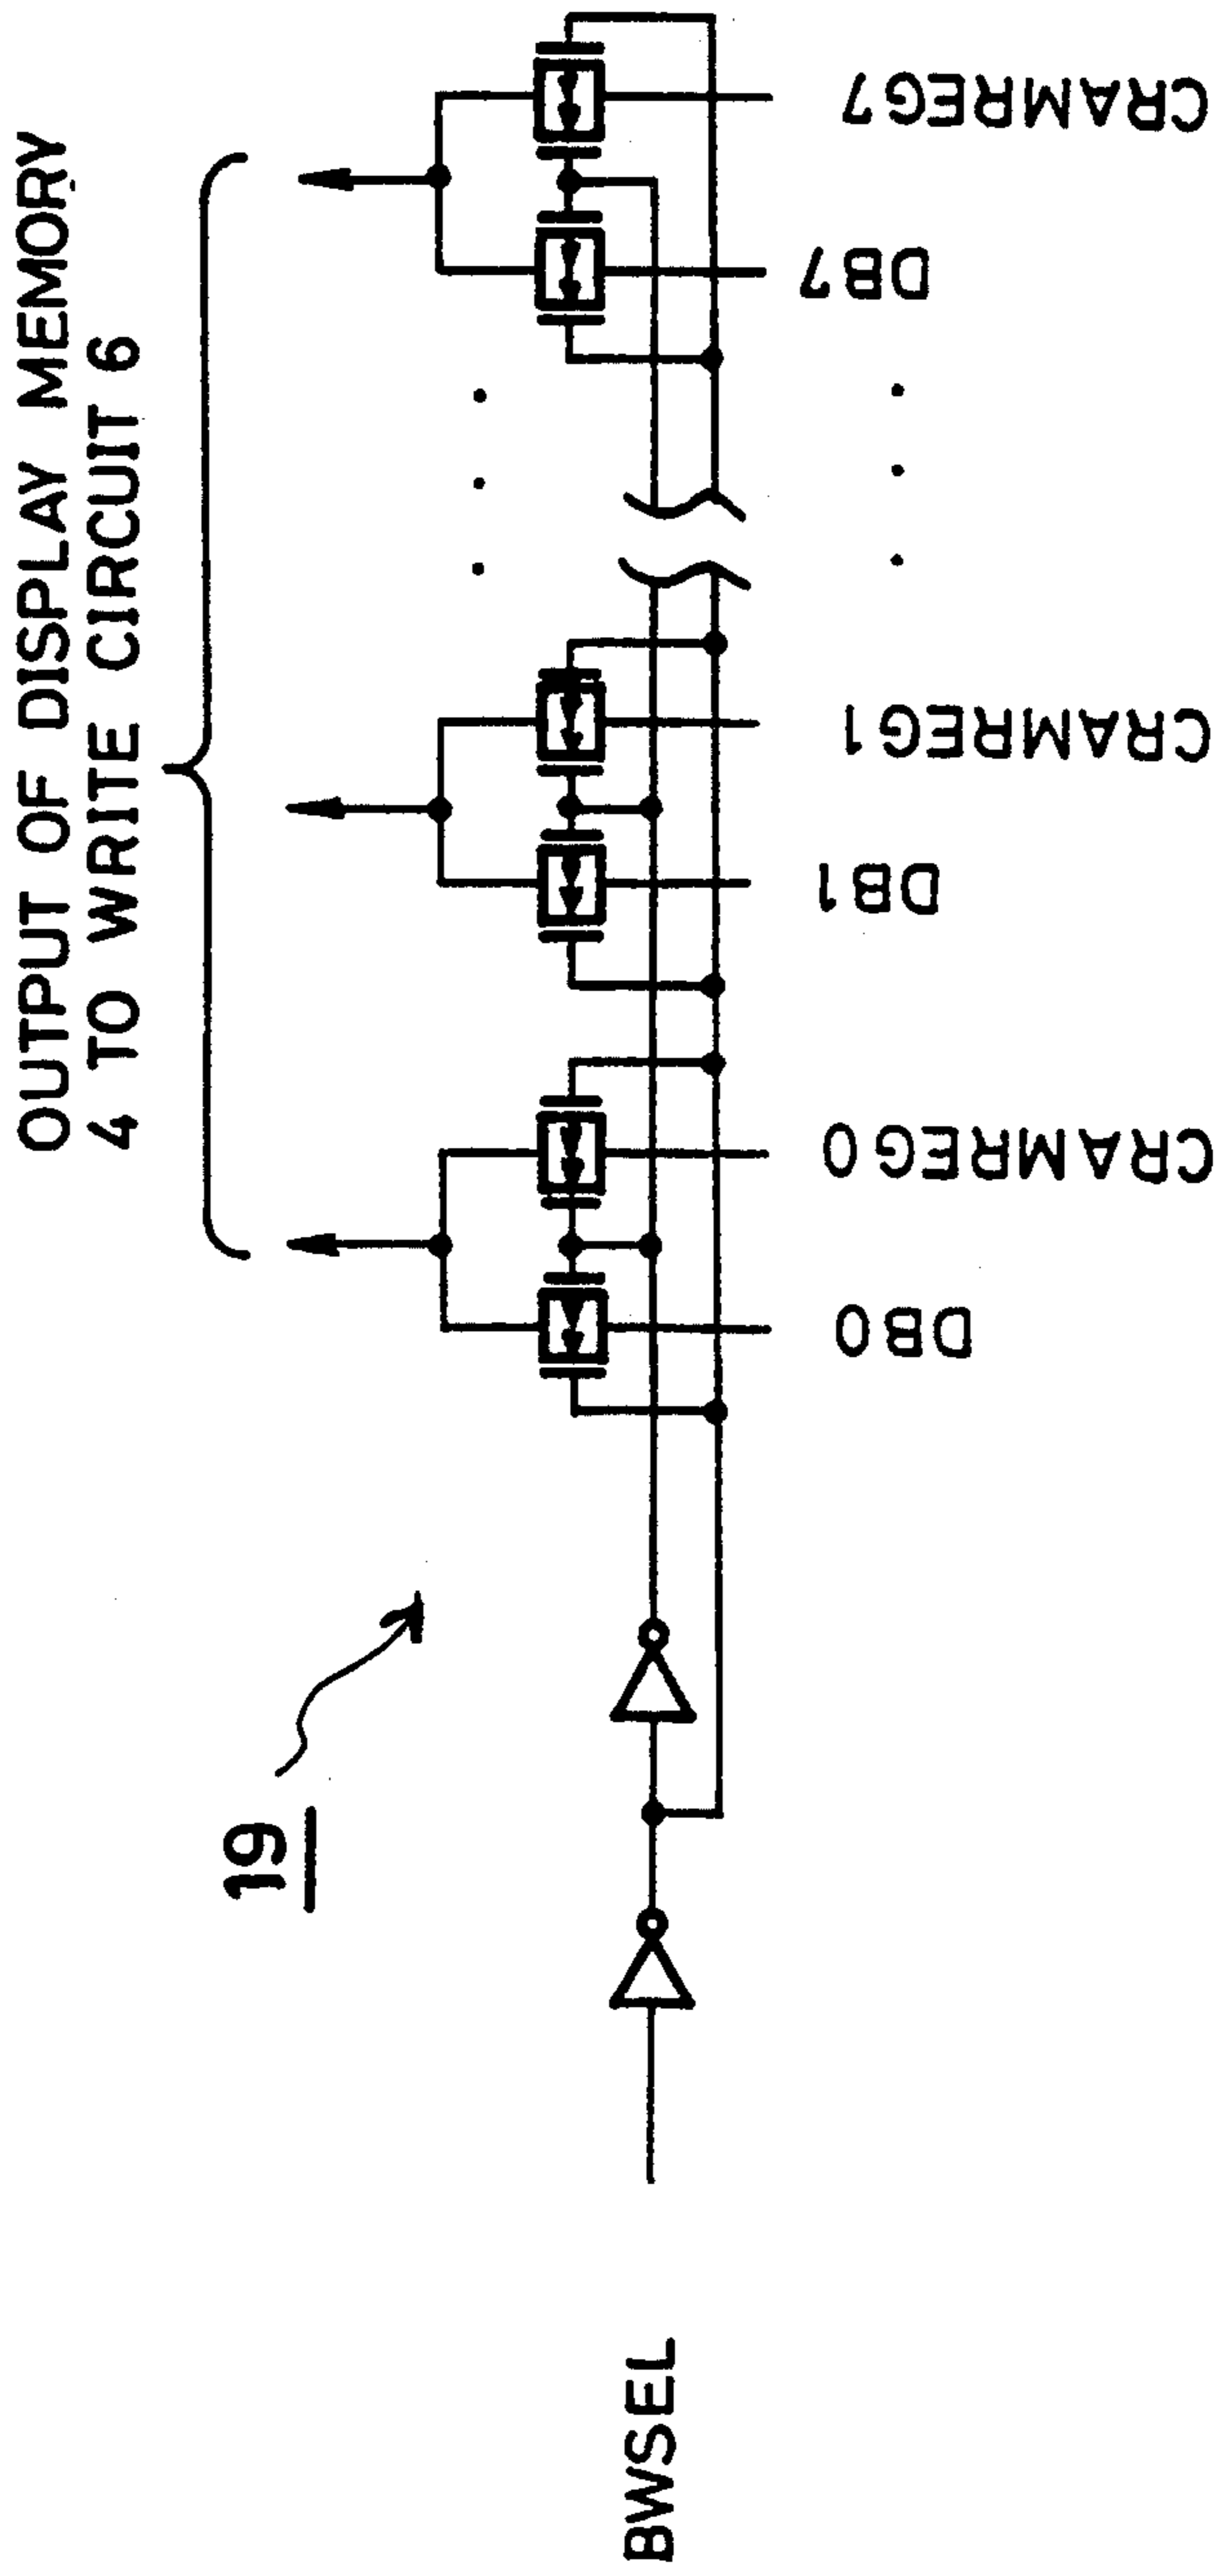 OUTPUT OF DISPLAY MEMORY
4 TO WRITE CIRCUIT 6
19
BWSEL
DB0
CRAMREG0
DB1
CRAMREG1
DB7
CRAMREG7